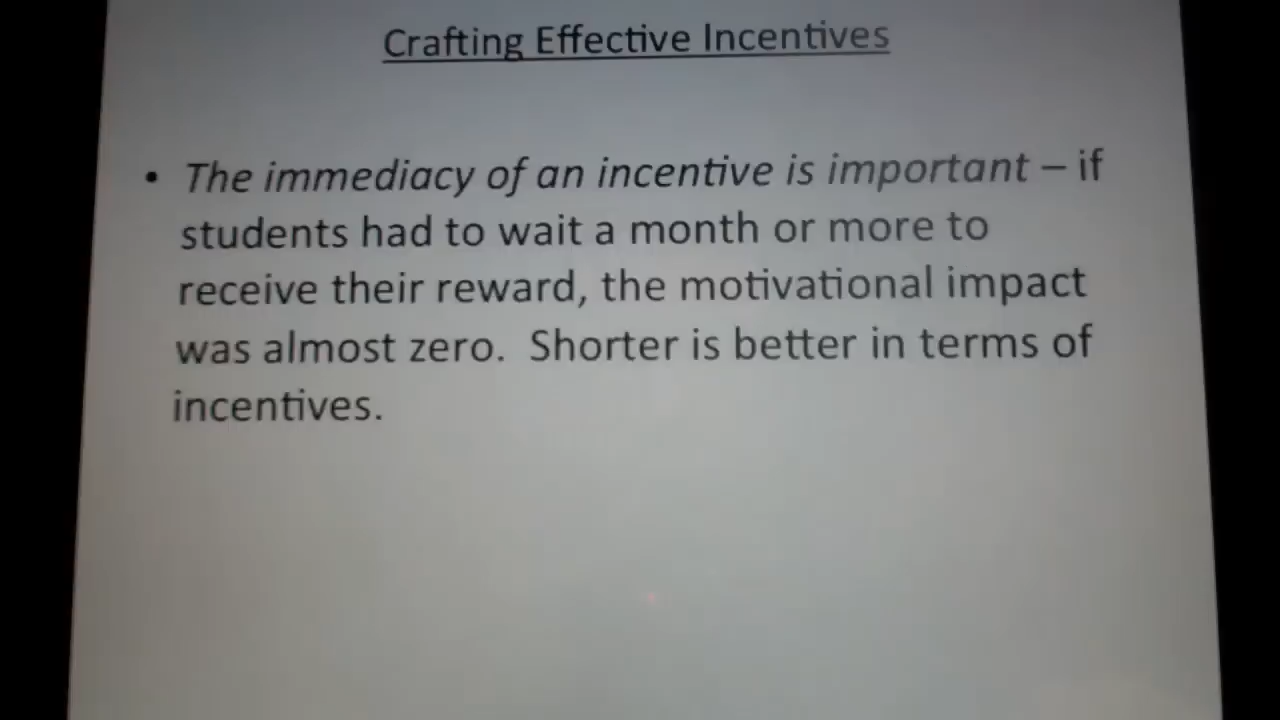 Crafting Effective Incentives
• The immediacy of an incentive is important – if
students had to wait a month or more to
receive their reward, the motivational impact
was almost zero.  Shorter is better in terms of
incentives.